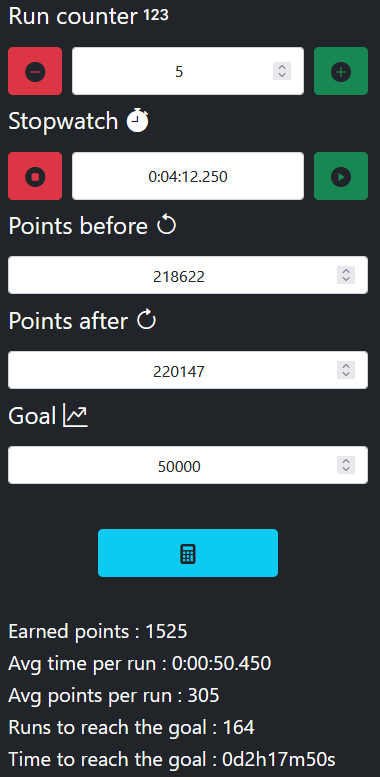 Run counter 123
5
Stopwatch
0:04:12.250
Points before
218622
Points after
220147
Goal
50000
Earned points : 1525
Avg time per run : 0:00:50.450
Avg points per run : 305
Runs to reach the goal : 164
Time to reach the goal : 0d2h17m50s